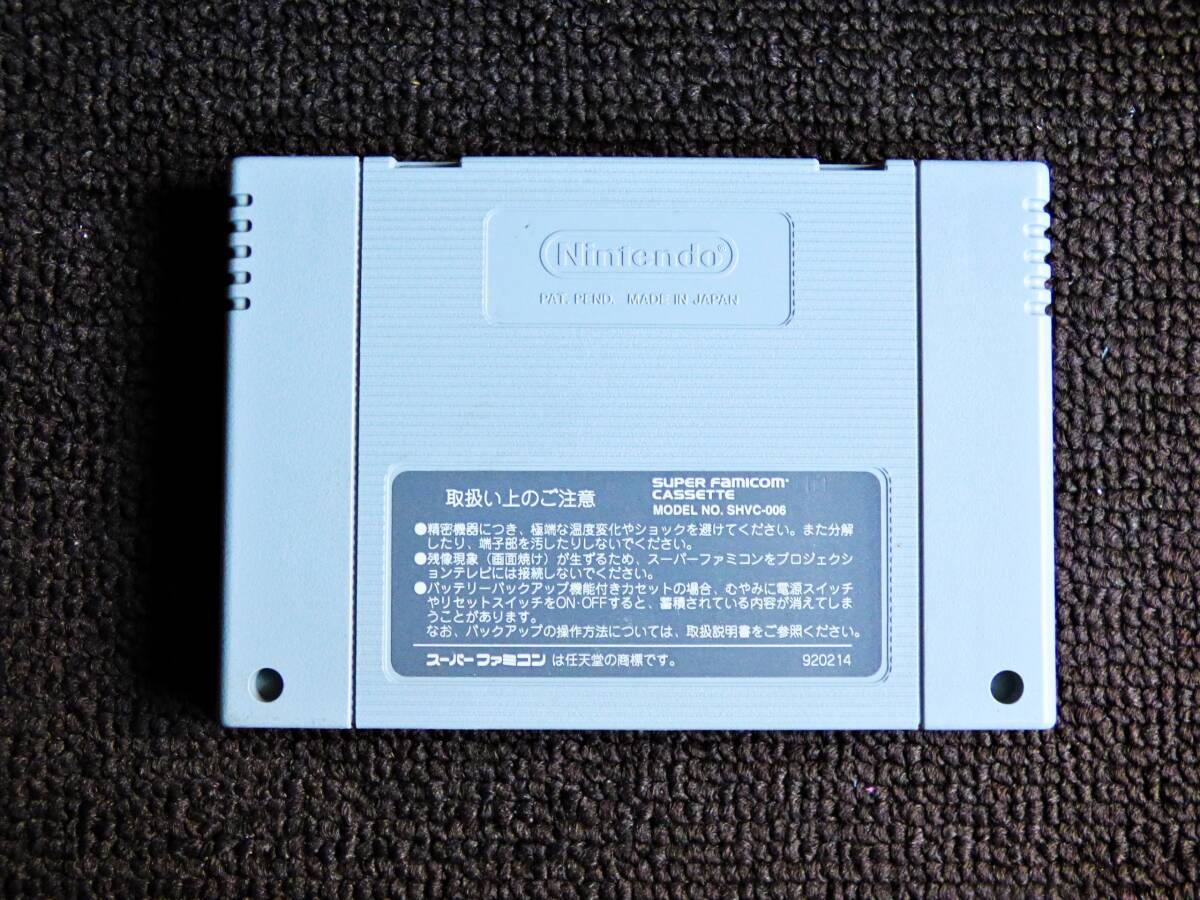 Nintendo®
PAT. PEND. MADE IN JAPAN
取扱い上のご注意
SUPER FAMICOM
CASSETTE
MODEL NO. SHVC-006
●精密機器につき、極端な温度変化やショックを避けてください。また分解
したり、端子部を汚したりしないでください。
●残像現象（画面焼け）が生ずるため、スーパーファミコンをプロジェクシ
ョンテレビには接続しないでください。
●バッテリーバックアップ機能付きカセットの場合、むやみに電源スイッチ
やリセットスイッチをON・OFFすると、蓄積されている内容が消えてしま
うことがあります。
なお、バックアップの操作方法については、取扱説明書をご参照ください。
スーパーファミコン は任天堂の商標です。 920214